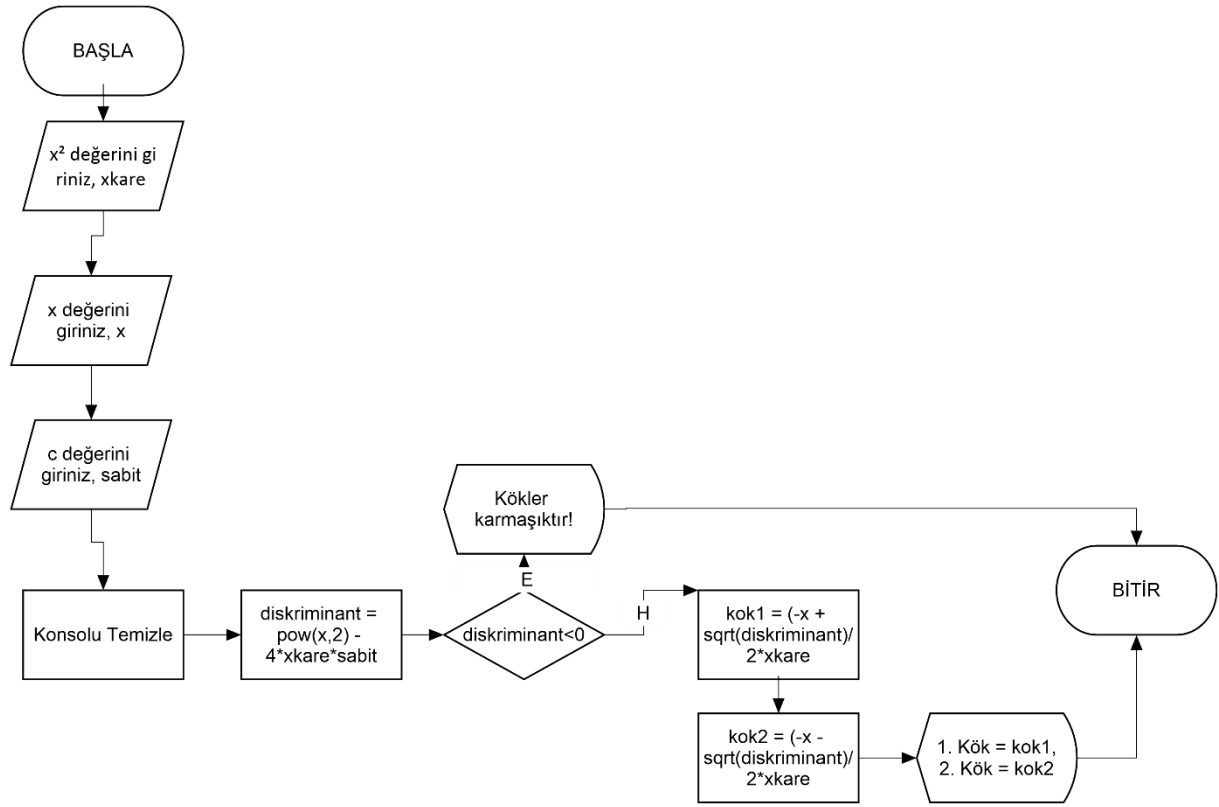 BAŞLA
x² değerini gi
riniz, xkare
x değerini
giriniz, x
c değerini
giriniz, sabit
Konsolu Temizle
diskriminant =
pow(x,2) -
4*xkare*sabit
diskriminant<0
E
Kökler
karmaşıktır!
H
kok1 = (-x +
sqrt(diskriminant)/
2*xkare
kok2 = (-x -
sqrt(diskriminant)/
2*xkare
1. Kök = kok1,
2. Kök = kok2
BİTİR